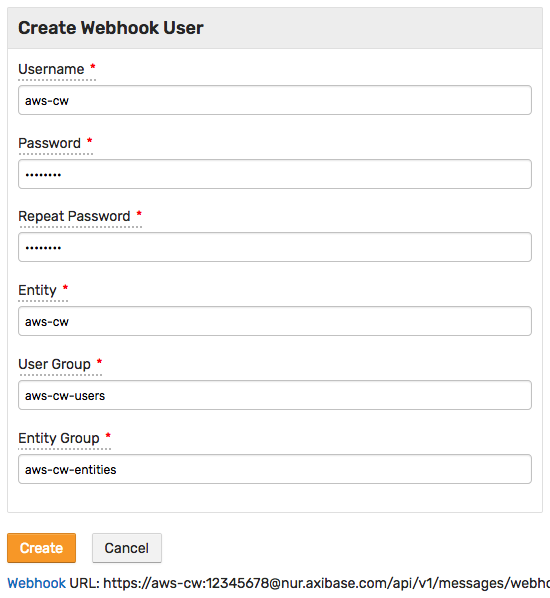 Create Webhook User
Username *
aws-cw
Password *
••••••••
Repeat Password *
••••••••
Entity *
aws-cw
User Group *
aws-cw-users
Entity Group *
aws-cw-entities
Create Cancel
Webhook URL: https://aws-cw:12345678@nur.axibase.com/api/v1/messages/webho